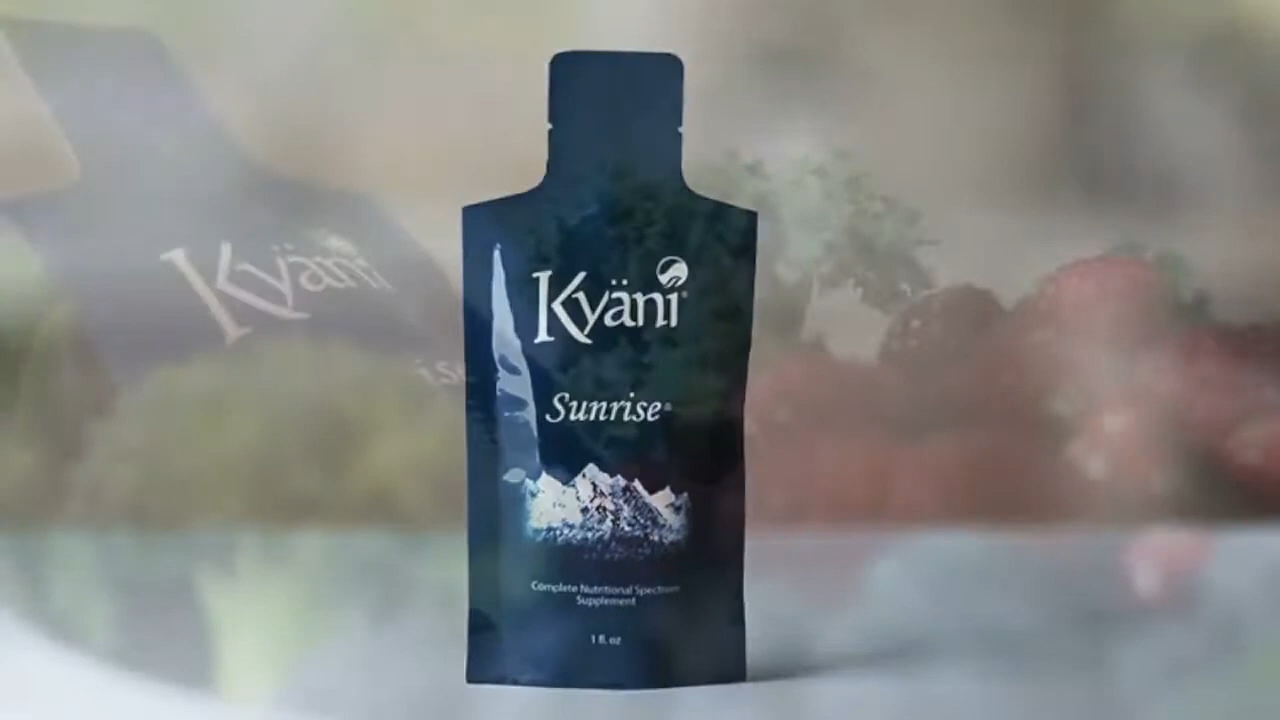 Kyäni
Kyäni®
Sunrise®
Complete Nutritional Spectrum
Supplement
1 fl. oz